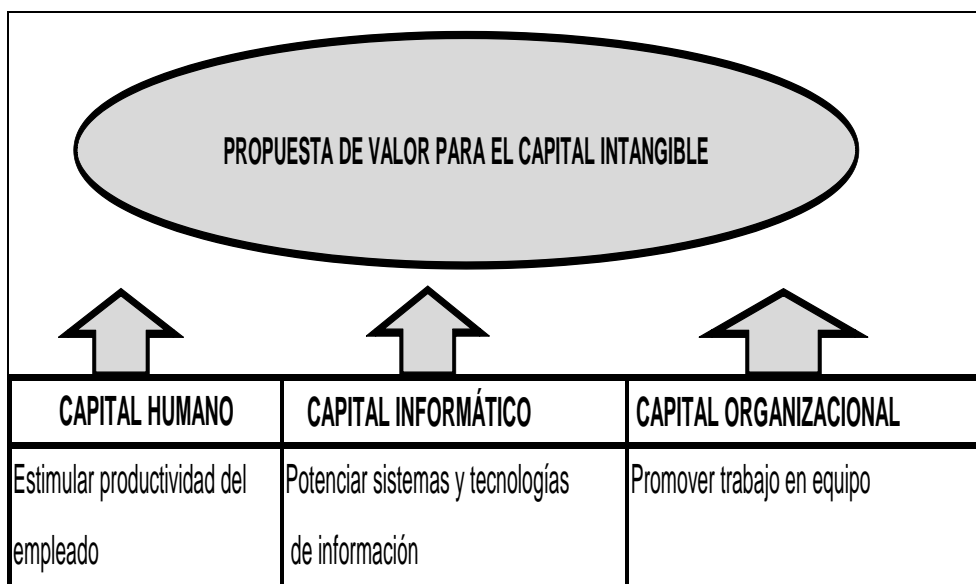 PROPUESTA DE VALOR PARA EL CAPITAL INTANGIBLE
CAPITAL HUMANO
CAPITAL INFORMÁTICO
CAPITAL ORGANIZACIONAL
Estimular productividad del
empleado
Potenciar sistemas y tecnologías
de información
Promover trabajo en equipo